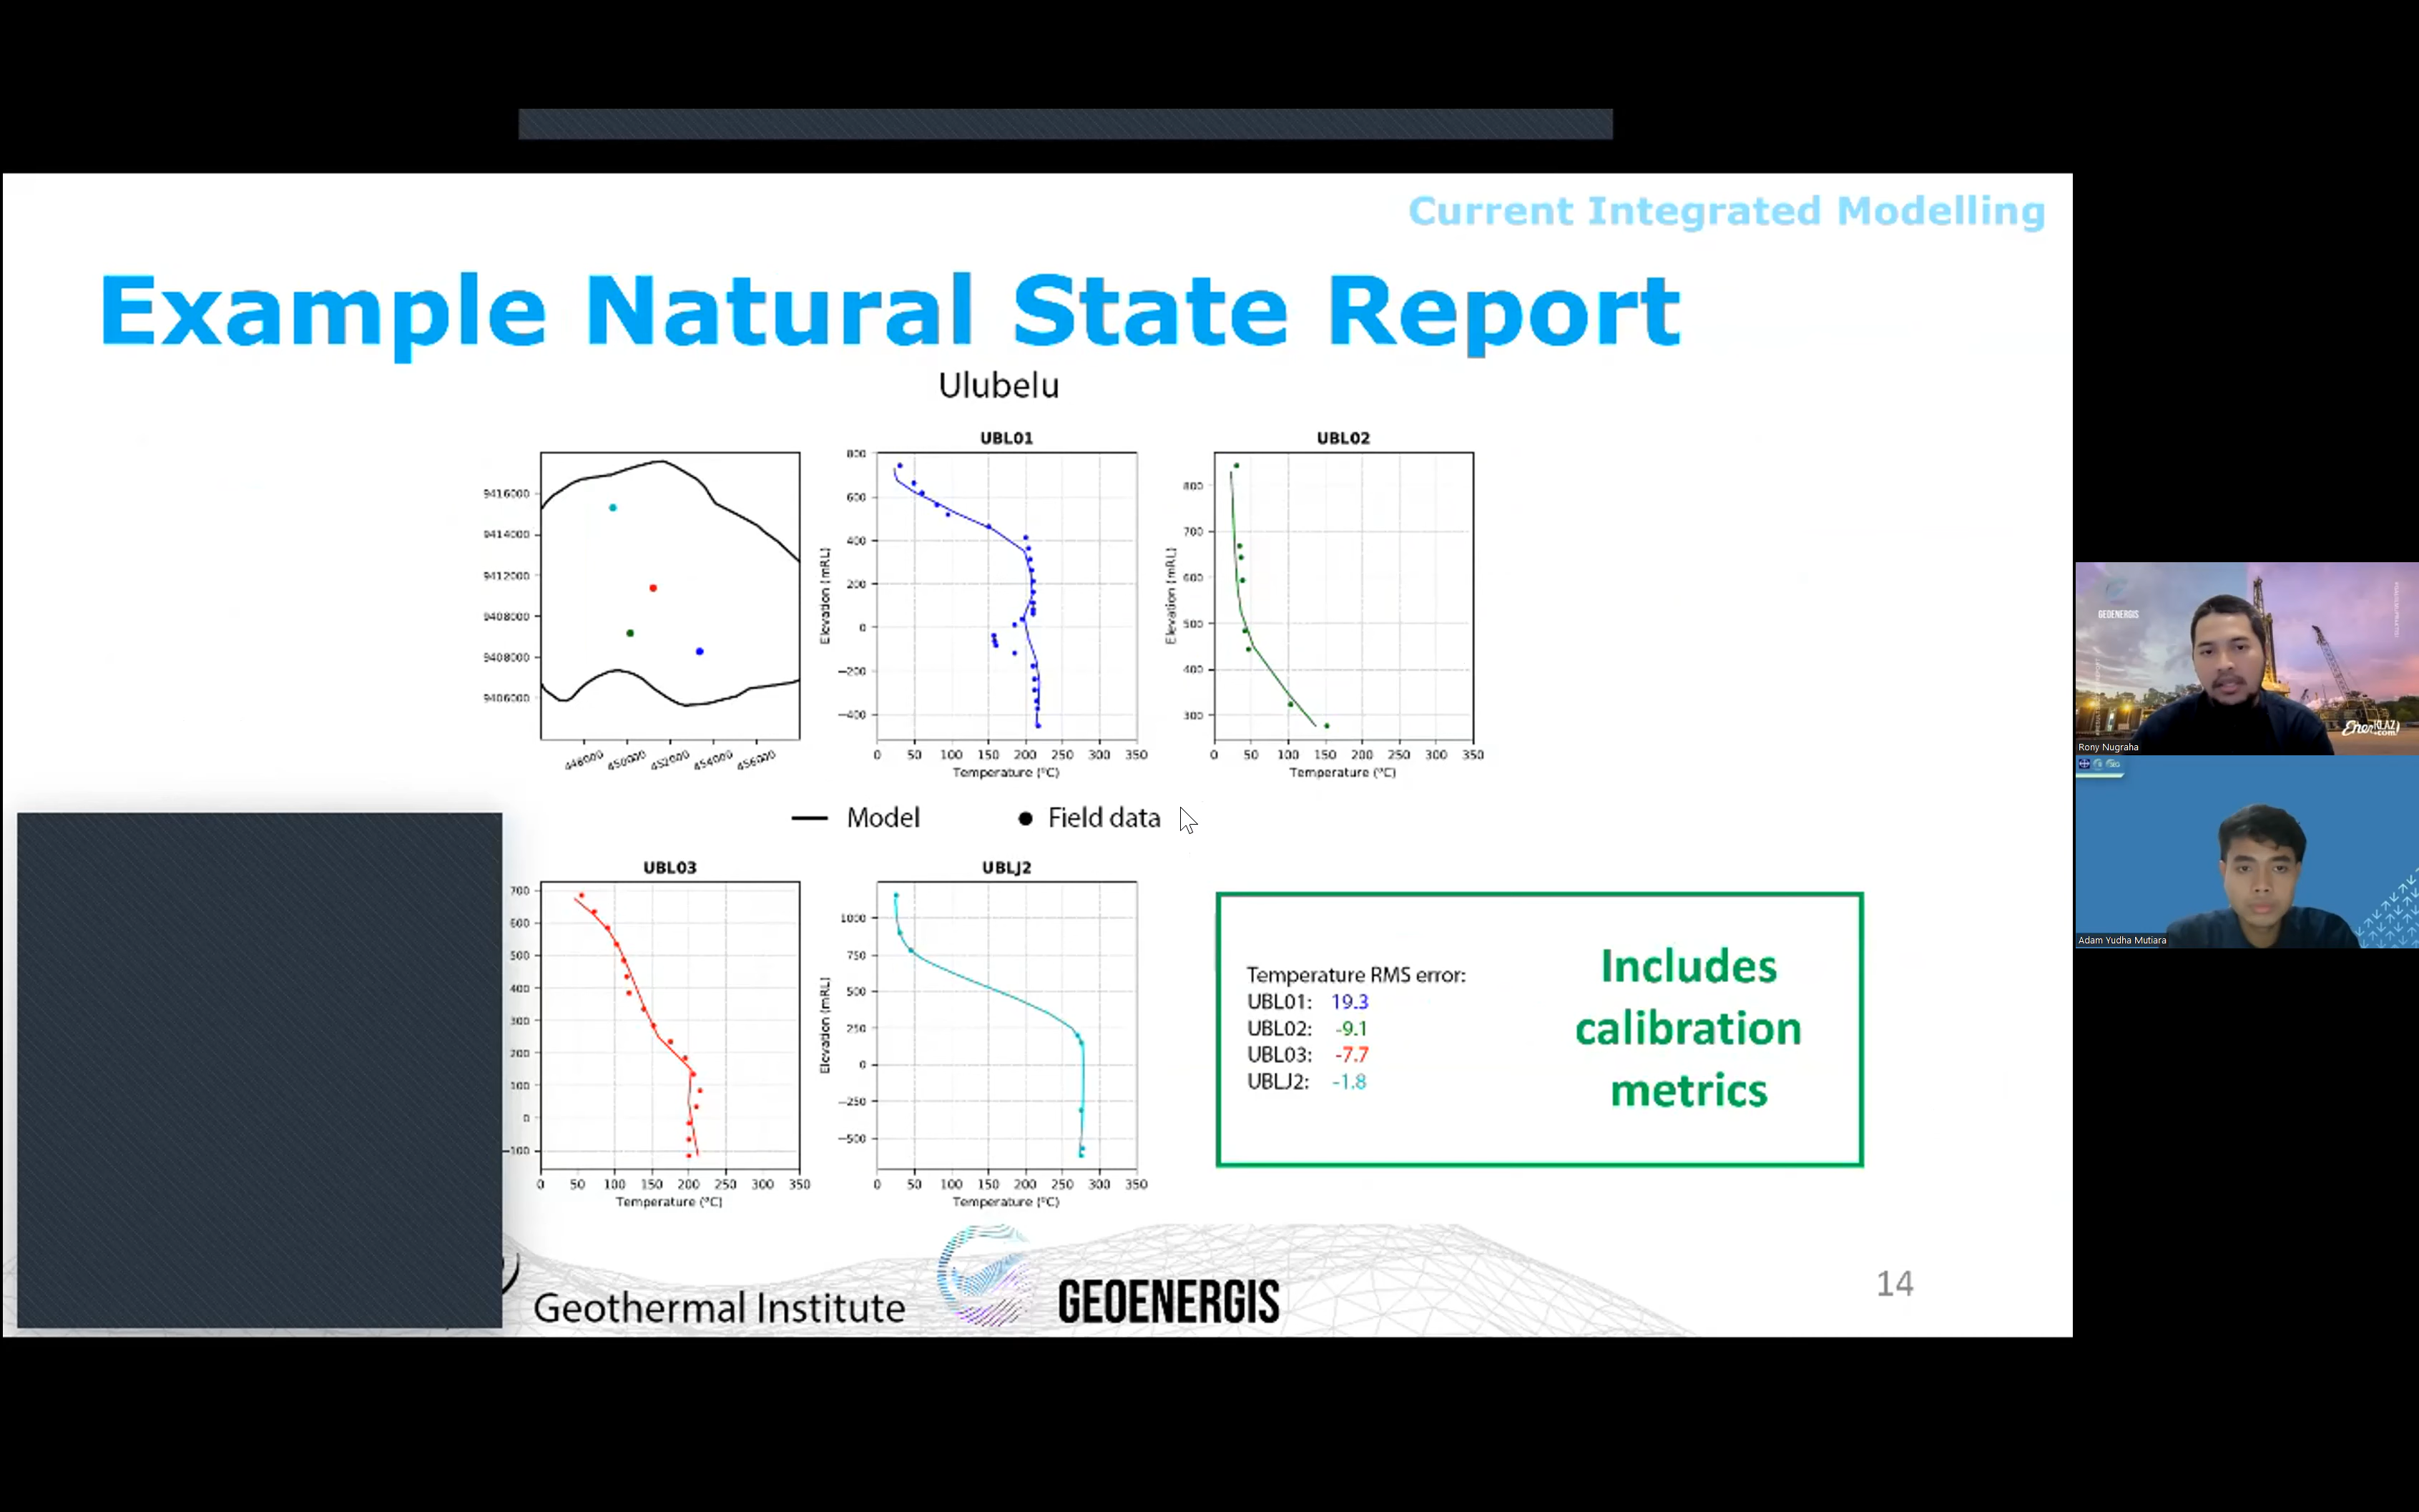 Current Integrated Modelling
Example Natural State Report
Ulubelu
9416000
9414000
9412000
9408000
9408000
9406000
448000 450000 452000 454000 456000
UBL01
800
600
400
200
0
−200
−400
Elevation (mRL)
0 50 100 150 200 250 300 350
Temperature (°C)
UBL02
800
700
600
500
400
300
Elevation (mRL)
0 50 100 150 200 250 300 350
Temperature (°C)
Model
Field data
UBL03
700
600
500
400
300
200
100
0
−100
0 50 100 150 200 250 300 350
Temperature (°C)
UBLJ2
1000
750
500
250
0
−250
−500
Elevation (mRL)
0 50 100 150 200 250 300 350
Temperature (°C)
Temperature RMS error:
UBL01: 19.3
UBL02: -9.1
UBL03: -7.7
UBLJ2: -1.8
Includes
calibration
metrics
Geothermal Institute
GEOENERGIS
14
GEOENERGIS
Rony Nugraha
Adam Yudha Mutiara